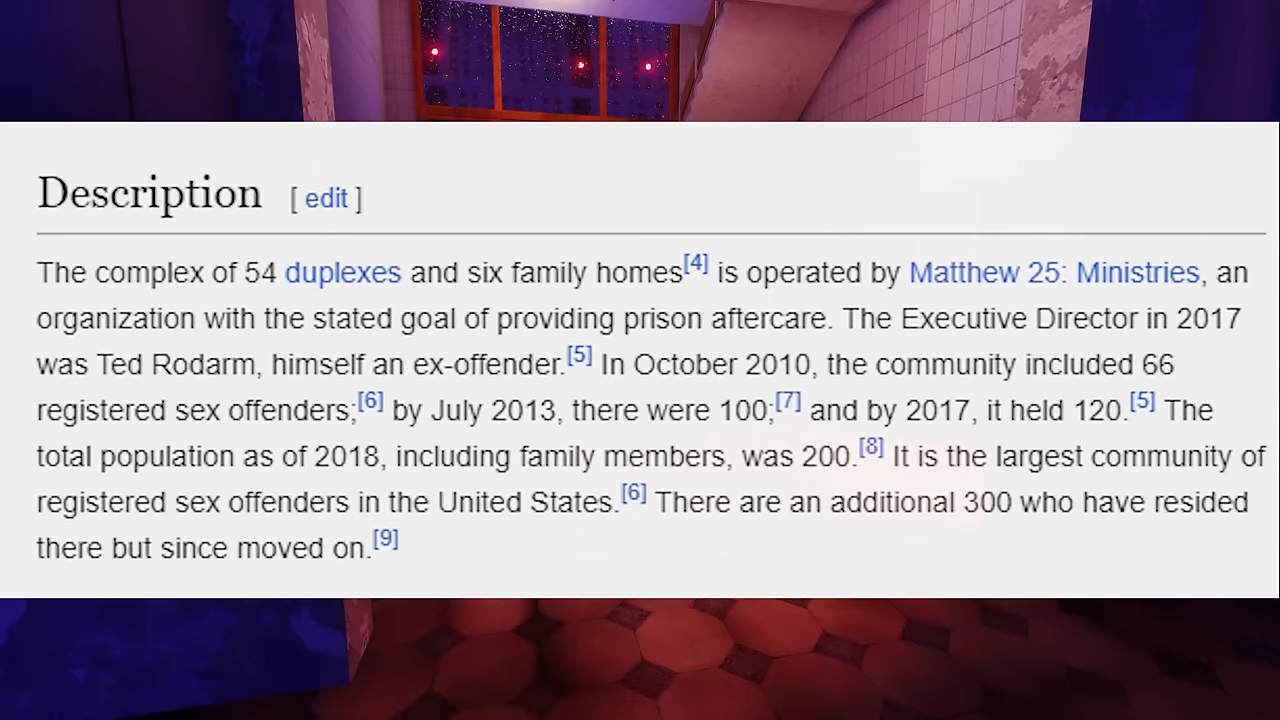 Description [ edit ]
The complex of 54 duplexes and six family homes[4] is operated by Matthew 25: Ministries, an
organization with the stated goal of providing prison aftercare. The Executive Director in 2017
was Ted Rodarm, himself an ex-offender.[5] In October 2010, the community included 66
registered sex offenders;[6] by July 2013, there were 100;[7] and by 2017, it held 120.[5] The
total population as of 2018, including family members, was 200.[8] It is the largest community of
registered sex offenders in the United States.[6] There are an additional 300 who have resided
there but since moved on.[9]